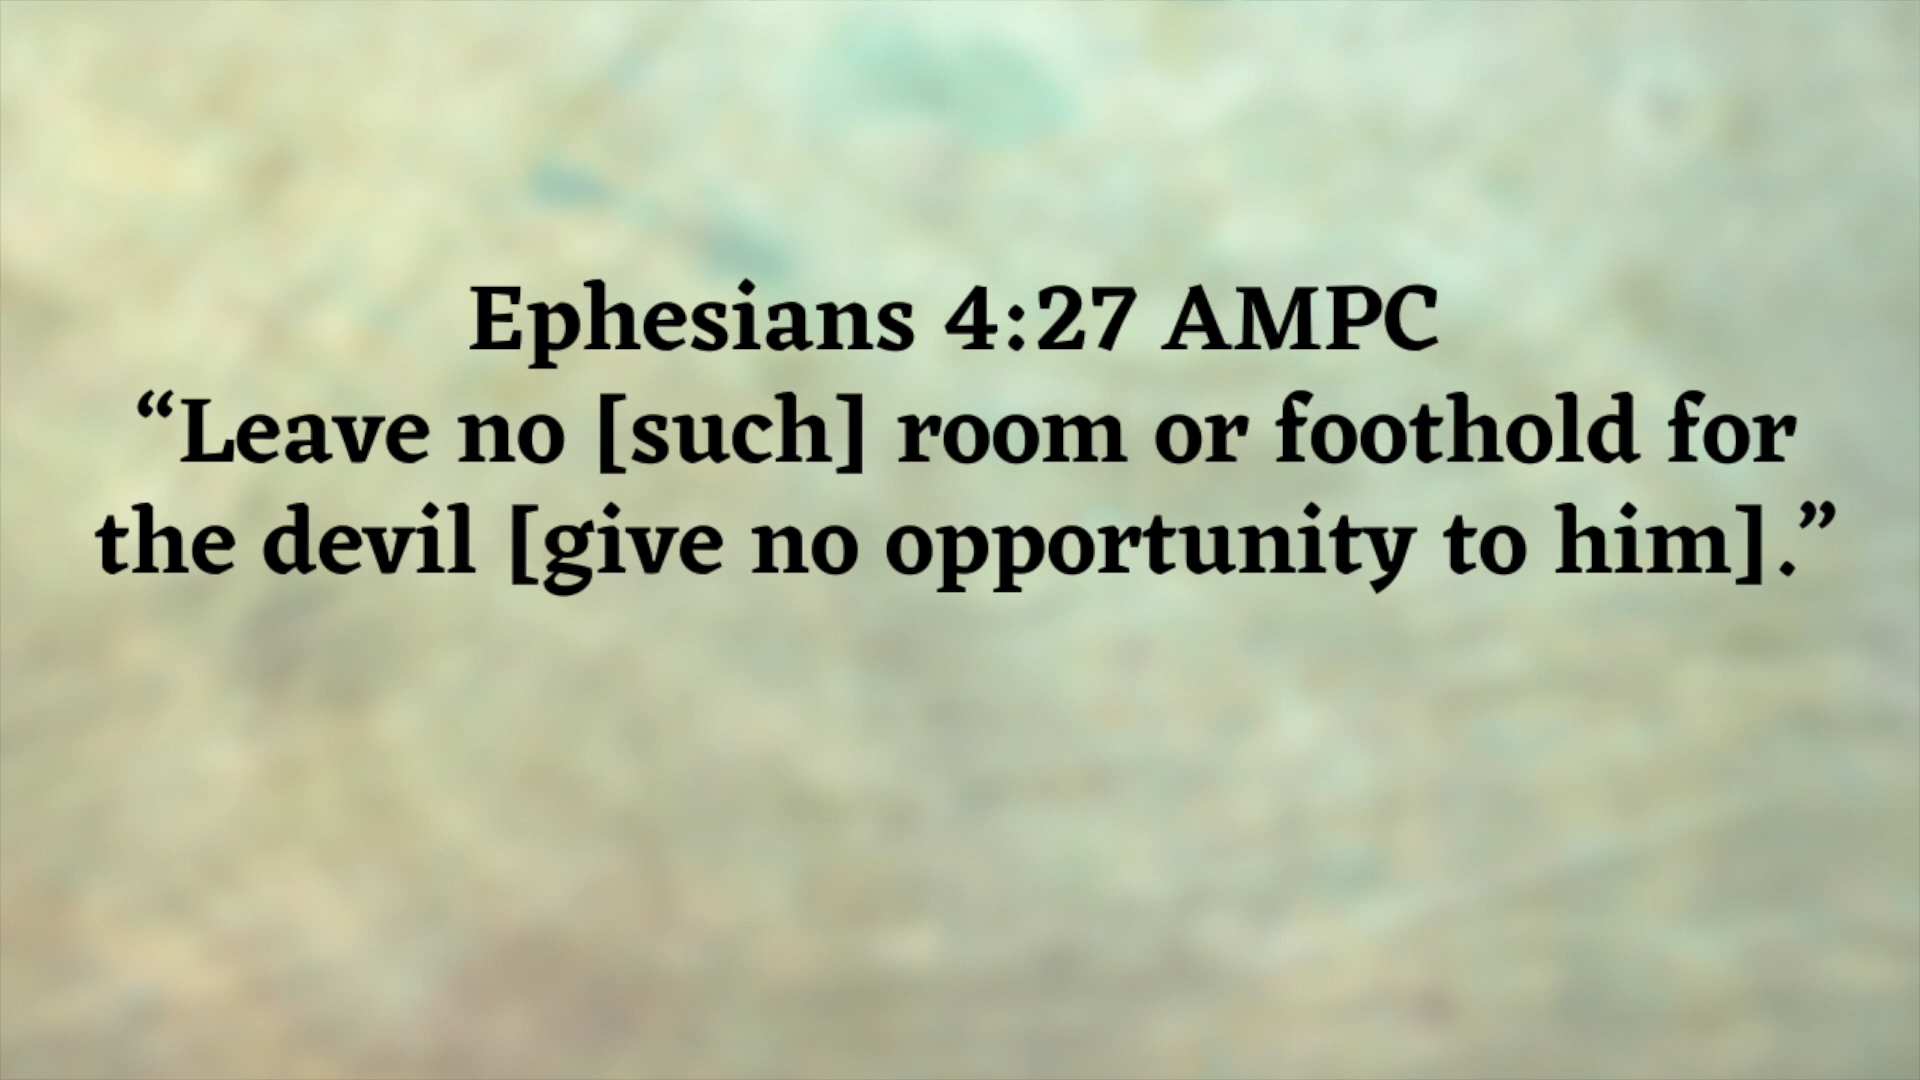 Ephesians 4:27 AMPC
“Leave no [such] room or foothold for
the devil [give no opportunity to him].”